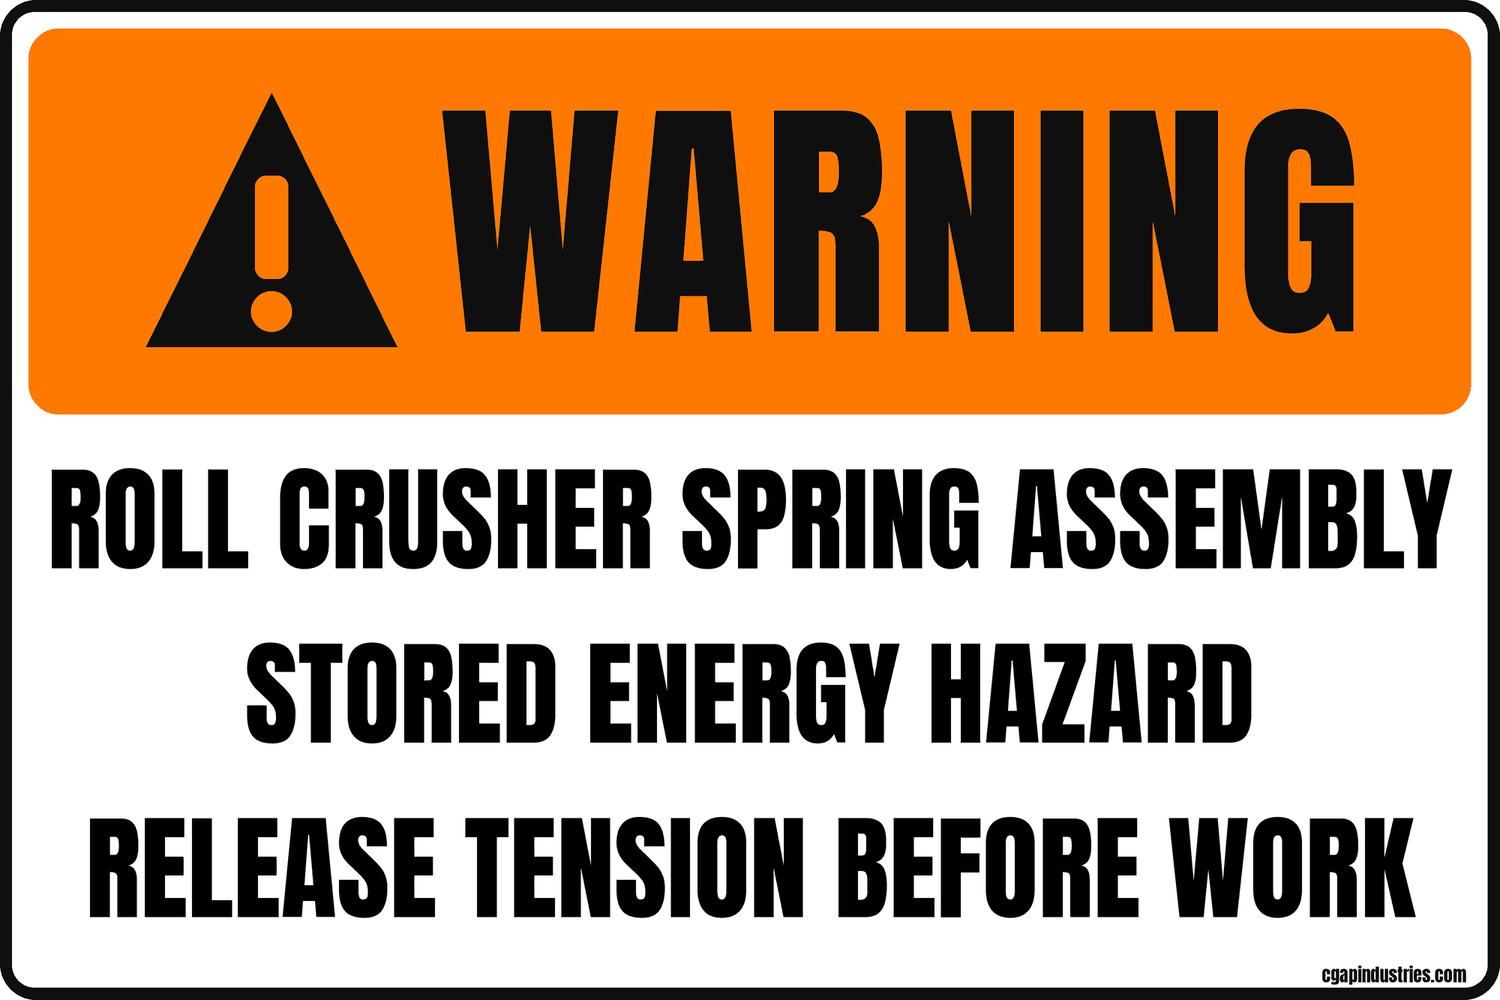 WARNING
ROLL CRUSHER SPRING ASSEMBLY
STORED ENERGY HAZARD
RELEASE TENSION BEFORE WORK
cgapindustries.com